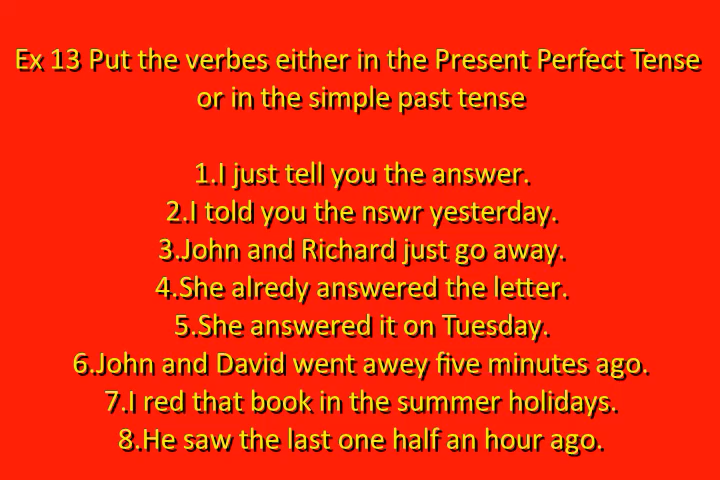 Ex 13 Put the verbes either in the Present Perfect Tense
or in the simple past tense
1.I just tell you the answer.
2.I told you the nswr yesterday.
3.John and Richard just go away.
4.She alredy answered the letter.
5.She answered it on Tuesday.
6.John and David went awey five minutes ago.
7.I red that book in the summer holidays.
8.He saw the last one half an hour ago.